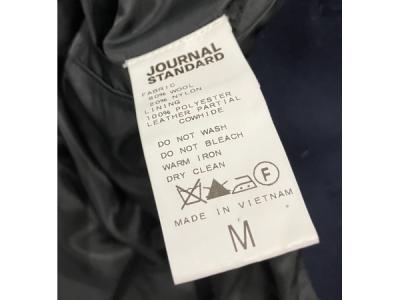 JOURNAL
STANDARD
FABRIC
80% WOOL
20% NYLON
LINING
100% POLYESTER
LEATHER PARTIAL
COWHIDE
DO NOT WASH
DO NOT BLEACH
WARM IRON
DRY CLEAN
F
MADE IN VIETNAM
M